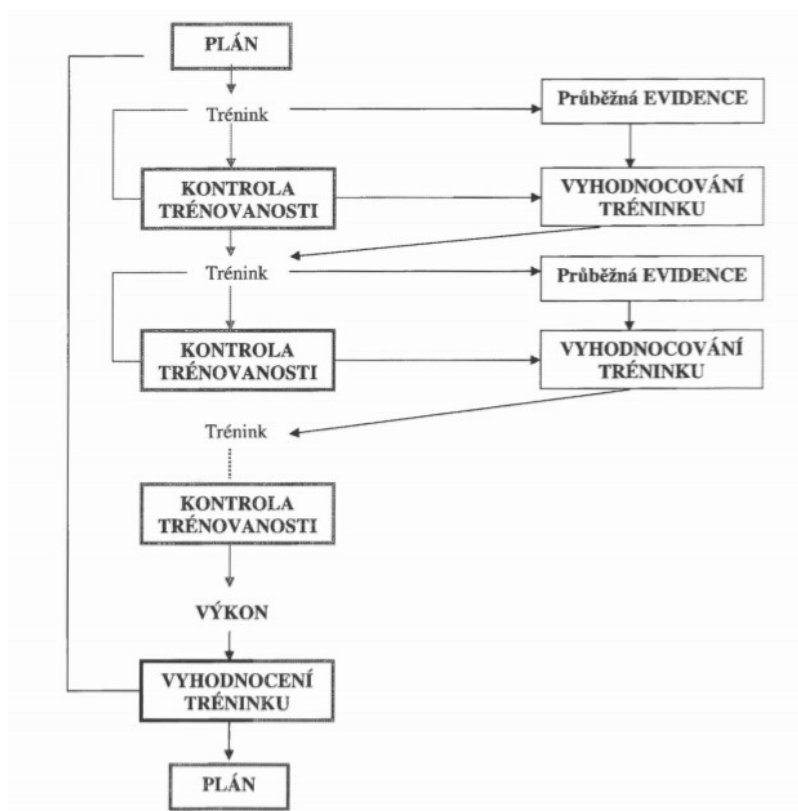 PLÁN
Trénink
Průběžná EVIDENCE
KONTROLA
TRÉNOVANOSTI
VYHODNOCOVÁNÍ
TRÉNINKU
Trénink
Průběžná EVIDENCE
KONTROLA
TRÉNOVANOSTI
VYHODNOCOVÁNÍ
TRÉNINKU
Trénink
KONTROLA
TRÉNOVANOSTI
VÝKON
VYHODNOCENÍ
TRÉNINKU
PLÁN